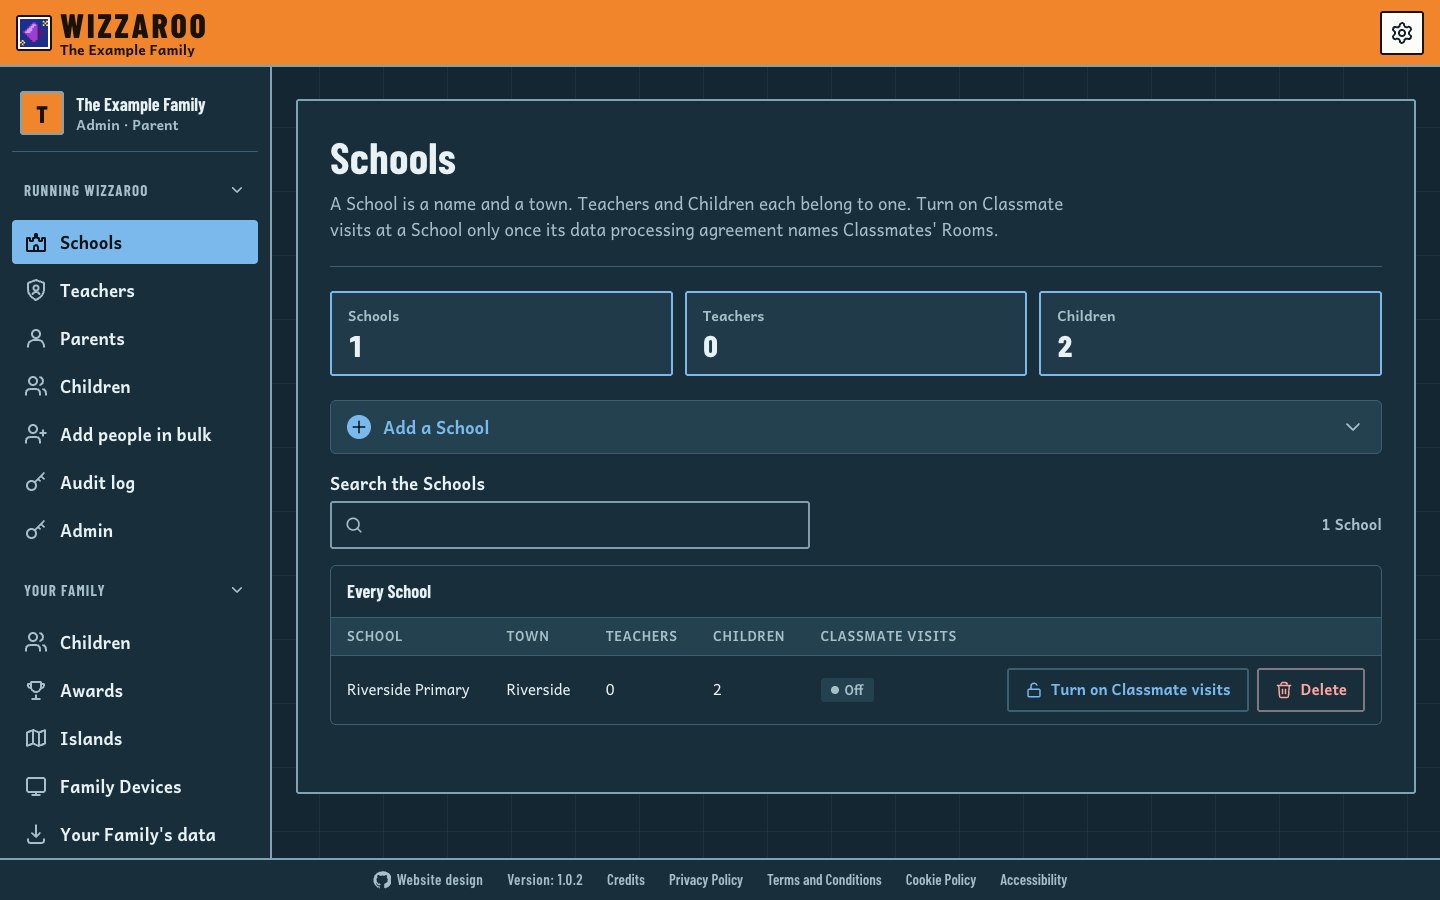 WIZZAROO
The Example Family
T
The Example Family
Admin · Parent
RUNNING WIZZAROO
Schools
Teachers
Parents
Children
Add people in bulk
Audit log
Admin
YOUR FAMILY
Children
Awards
Islands
Family Devices
Your Family's data
Schools
A School is a name and a town. Teachers and Children each belong to one. Turn on Classmate
visits at a School only once its data processing agreement names Classmates' Rooms.
Schools
1
Teachers
0
Children
2
Add a School
Search the Schools
1 School
Every School
SCHOOL TOWN TEACHERS CHILDREN CLASSMATE VISITS
Riverside Primary Riverside 0 2 Off Turn on Classmate visits Delete
Website design Version: 1.0.2 Credits Privacy Policy Terms and Conditions Cookie Policy Accessibility